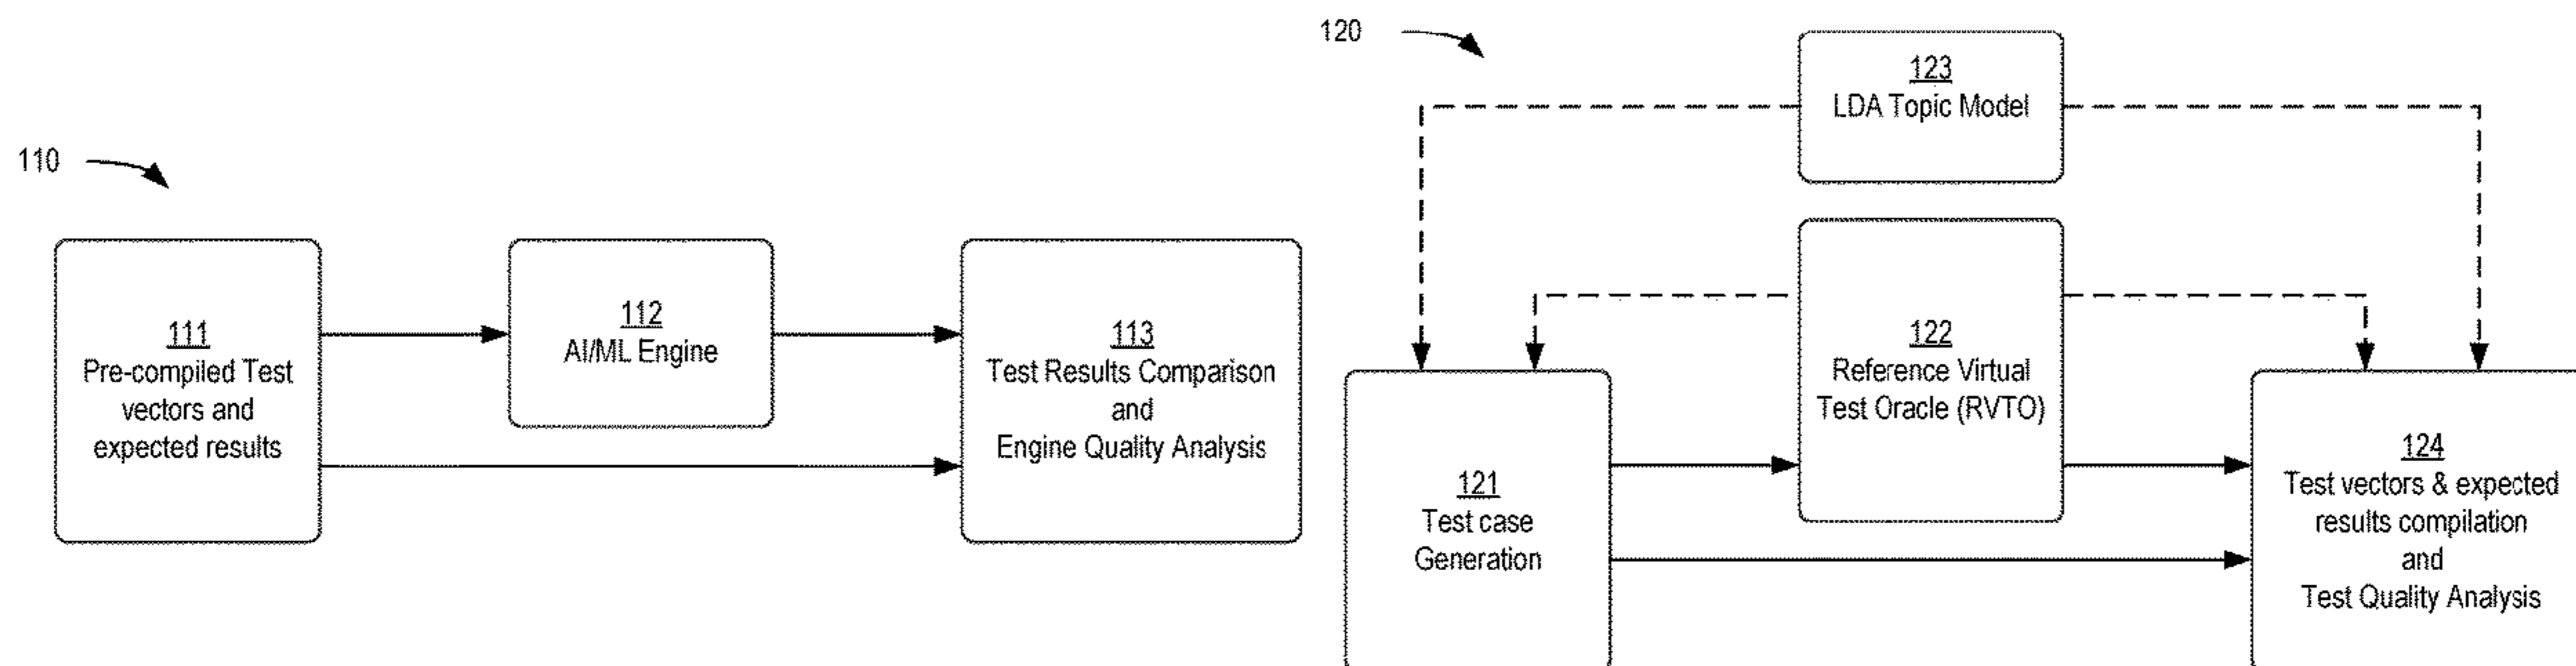 110
111
Pre-compiled Test
vectors and
expected results
112
AI/ML Engine
113
Test Results Comparison
and
Engine Quality Analysis
120
123
LDA Topic Model
122
Reference Virtual
Test Oracle (RVTO)
121
Test case
Generation
124
Test vectors & expected
results compilation
and
Test Quality Analysis